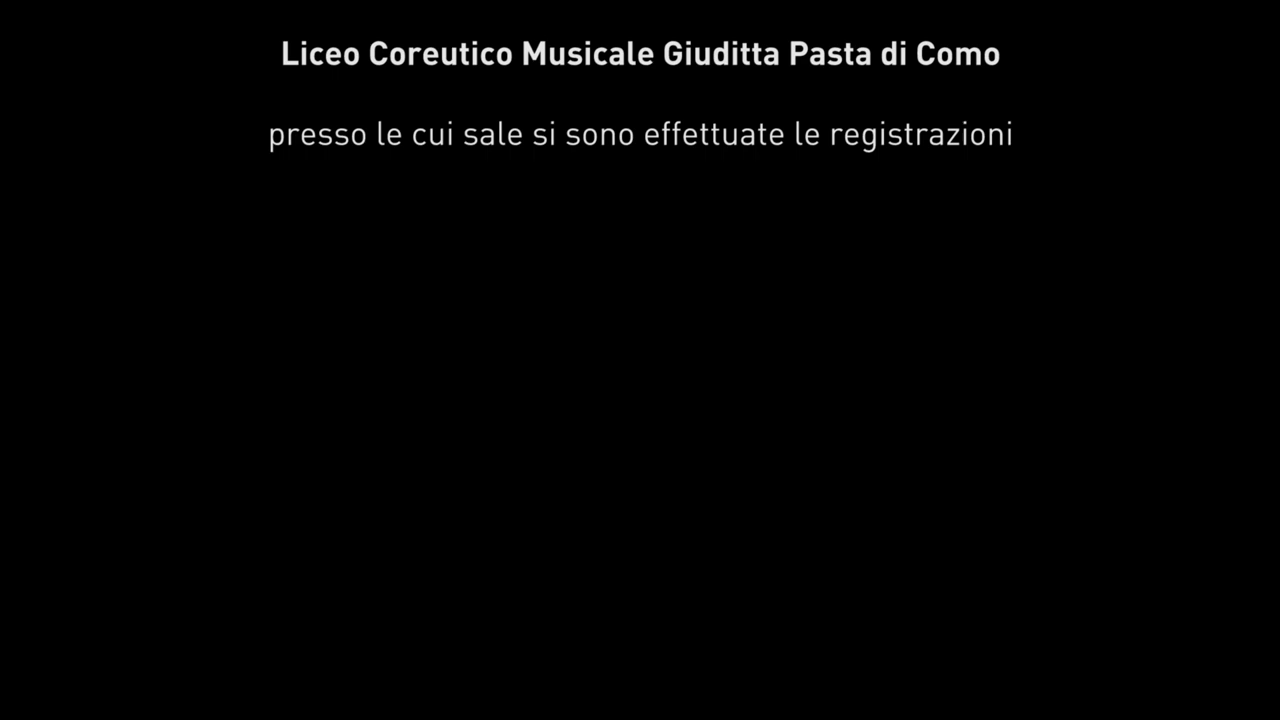 Liceo Coreutico Musicale Giuditta Pasta di Como
presso le cui sale si sono effettuate le registrazioni